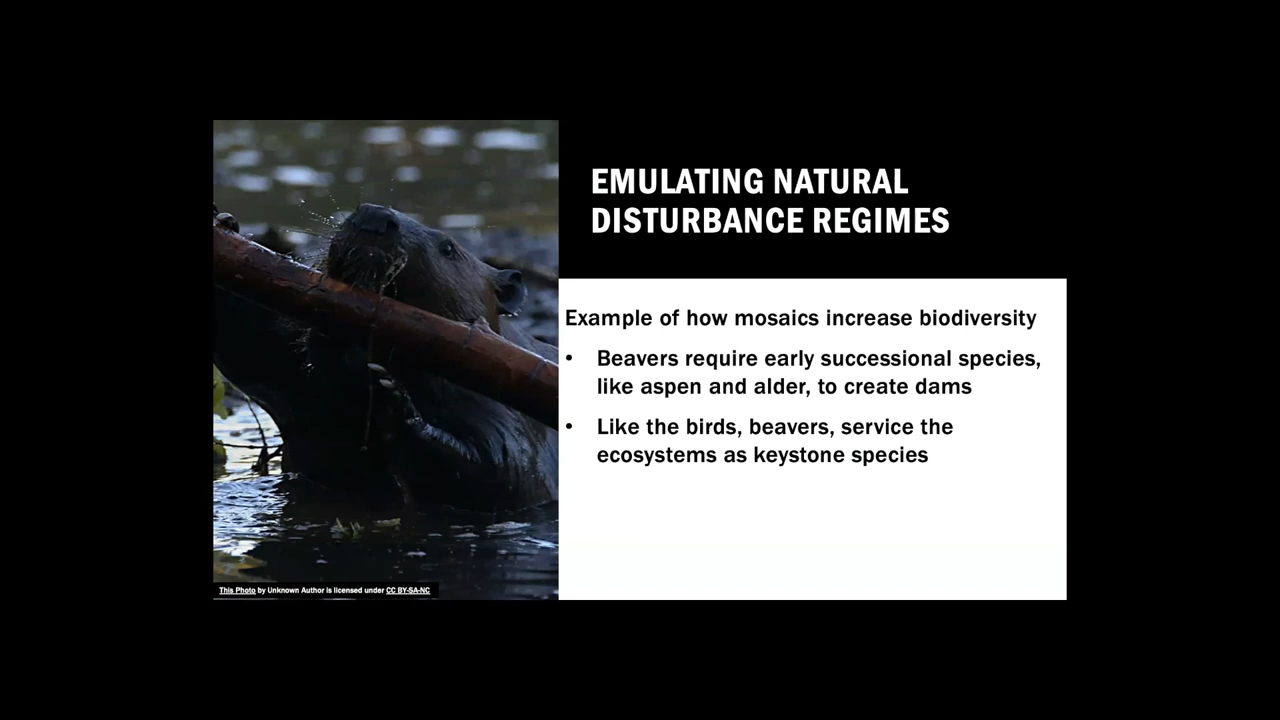 EMULATING NATURAL
DISTURBANCE REGIMES
Example of how mosaics increase biodiversity
• Beavers require early successional species,
like aspen and alder, to create dams
• Like the birds, beavers, service the
ecosystems as keystone species
This Photo by Unknown Author is licensed under CC BY-SA-NC